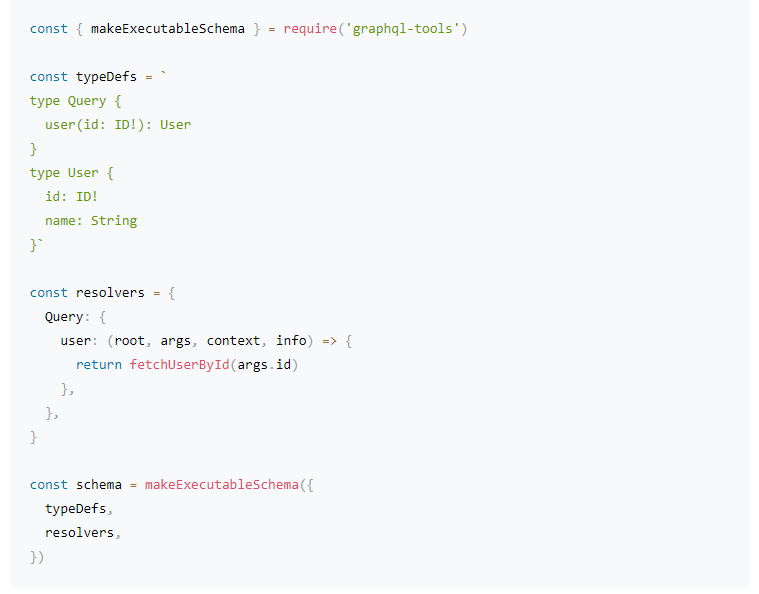 const { makeExecutableSchema } = require('graphql-tools')
const typeDefs = `
type Query {
  user(id: ID!): User
}
type User {
  id: ID!
  name: String
}`
const resolvers = {
  Query: {
    user: (root, args, context, info) => {
      return fetchUserById(args.id)
    },
  },
}
const schema = makeExecutableSchema({
  typeDefs,
  resolvers,
})